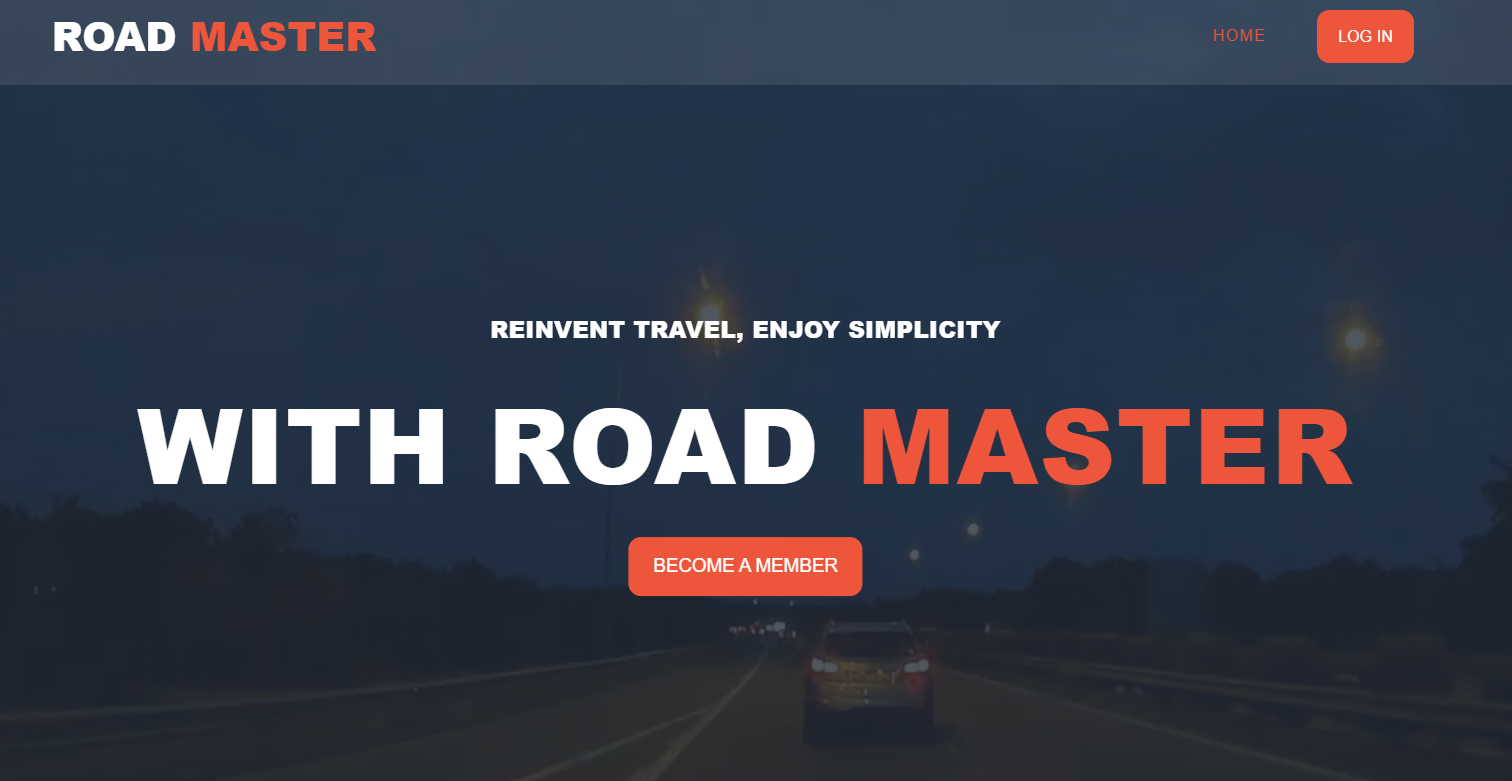 ROAD MASTER
HOME
LOG IN
REINVENT TRAVEL, ENJOY SIMPLICITY
WITH ROAD MASTER
BECOME A MEMBER